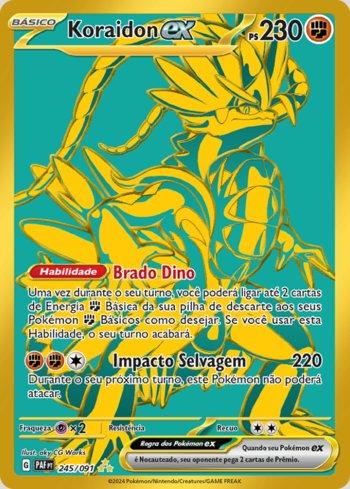 BÁSICO
Koraidon ex PS 230
Habilidade Brado Dino
Uma vez durante o seu turno, você poderá ligar até 2 cartas
de Energia Básica da sua pilha de descarte aos seus
Pokémon Básicos como desejar. Se você usar esta
Habilidade, o seu turno acabará.
Impacto Selvagem 220
Durante o seu próximo turno, este Pokémon não poderá
atacar.
Fraqueza ×2 Resistência Recuo
Regra dos Pokémon ex
Quando seu Pokémon ex
é Nocauteado, seu oponente pega 2 cartas de Prêmio.
Ilust. aky CG Works
G PAF PT 245/091
©2024 Pokémon/Nintendo/Creatures/GAME FREAK